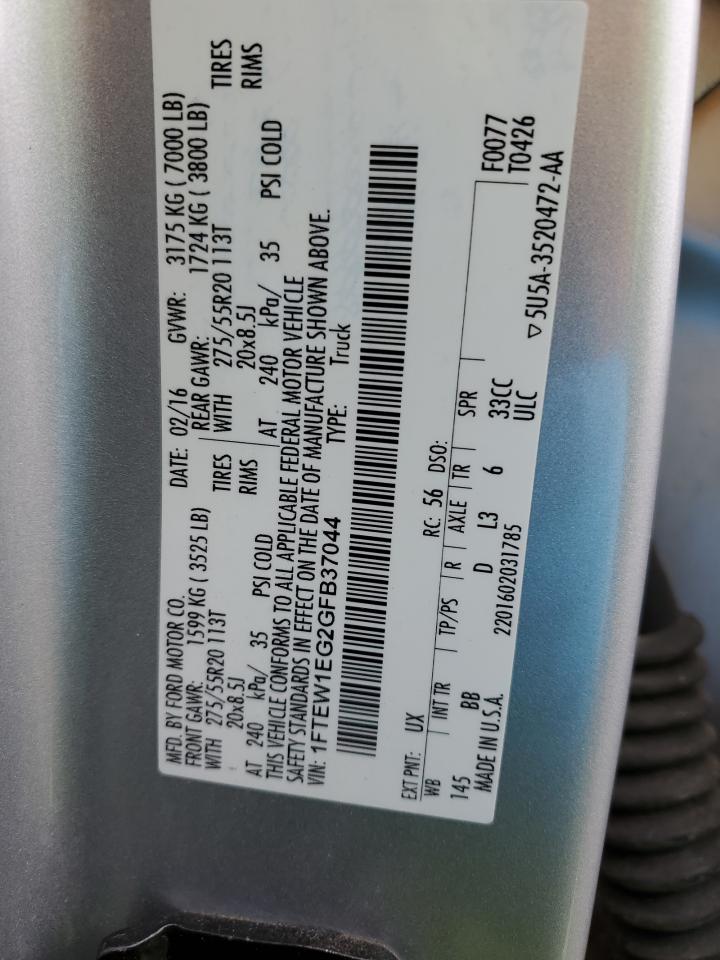 MFD. BY FORD MOTOR CO.
DATE: 02/16 GVWR: 3175 KG ( 7000 LB)
FRONT GAWR: 1599 KG ( 3525 LB) REAR GAWR: 1724 KG ( 3800 LB)
WITH 275/55R20 113T TIRES WITH 275/55R20 113T TIRES
20x8.5J RIMS 20x8.5J RIMS
AT 240 kPa/ 35 PSI COLD AT 240 kPa/ 35 PSI COLD
THIS VEHICLE CONFORMS TO ALL APPLICABLE FEDERAL MOTOR VEHICLE
SAFETY STANDARDS IN EFFECT ON THE DATE OF MANUFACTURE SHOWN ABOVE.
VIN: 1FTEW1EG2GFB37044 TYPE: Truck
EXT PNT: UX RC: 56 DSO:
WB INT TR TP/PS R AXLE TR SPR
145 BB D L3 6 33CC
MADE IN U.S.A. 2201602031785 ULC
F0077
T0426
▽ 5U5A-3520472-AA